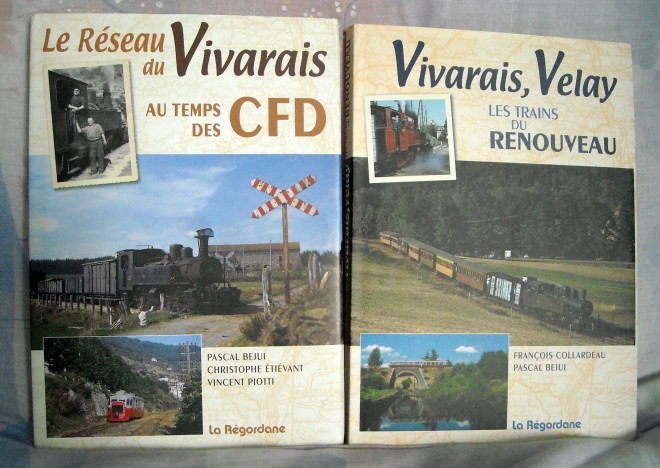 Le Réseau
du Vivarais
AU TEMPS
DES CFD
PASCAL BEJUI
CHRISTOPHE ÉTIÉVANT
VINCENT PIOTTI
La Régordane
Vivarais, Velay
LES TRAINS
DU
RENOUVEAU
FRANÇOIS COLLARDEAU
PASCAL BEJUI
La Régordane